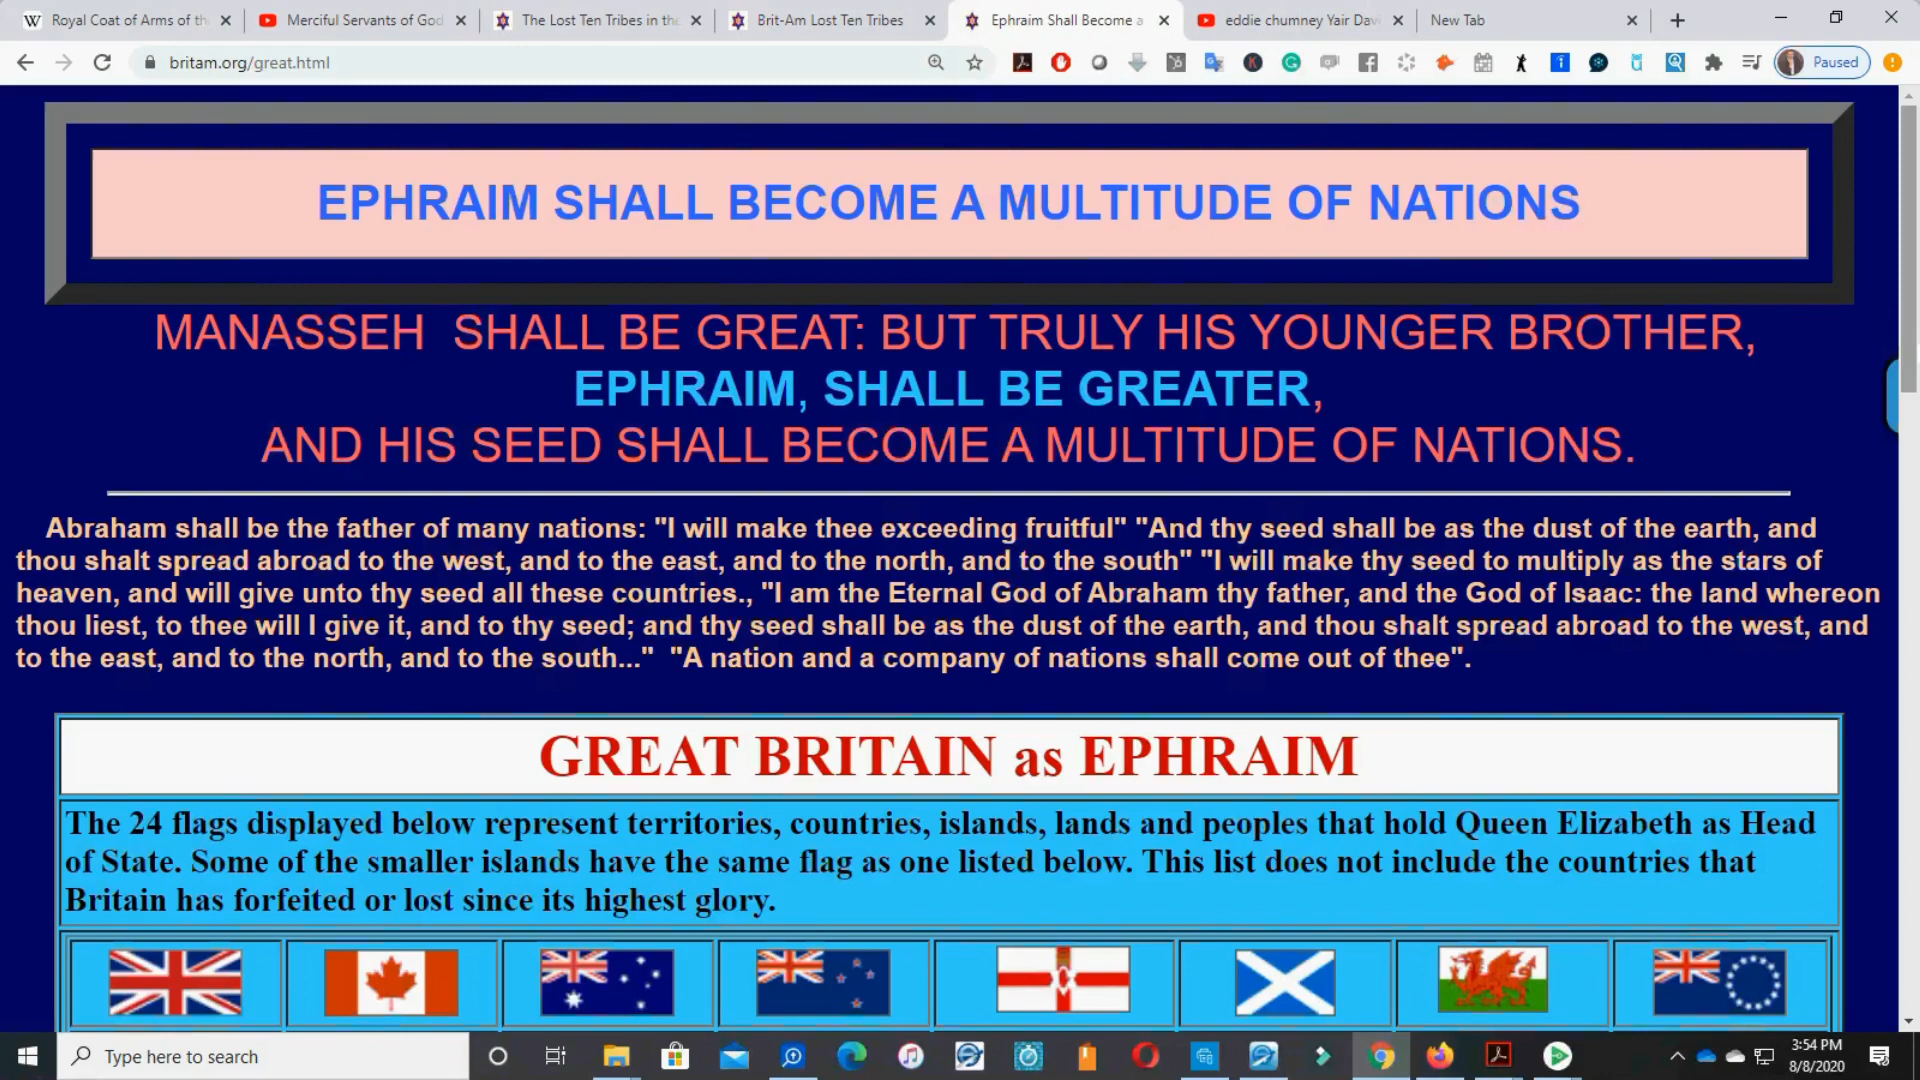 Royal Coat of Arms of th
Merciful Servants of God
The Lost Ten Tribes in the
Brit-Am Lost Ten Tribes
Ephraim Shall Become a
eddie chumney Yair Davi
New Tab
britam.org/great.html
Paused
EPHRAIM SHALL BECOME A MULTITUDE OF NATIONS
MANASSEH SHALL BE GREAT: BUT TRULY HIS YOUNGER BROTHER,
EPHRAIM, SHALL BE GREATER,
AND HIS SEED SHALL BECOME A MULTITUDE OF NATIONS.
Abraham shall be the father of many nations: "I will make thee exceeding fruitful" "And thy seed shall be as the dust of the earth, and
thou shalt spread abroad to the west, and to the east, and to the north, and to the south" "I will make thy seed to multiply as the stars of
heaven, and will give unto thy seed all these countries., "I am the Eternal God of Abraham thy father, and the God of Isaac: the land whereon
thou liest, to thee will I give it, and to thy seed; and thy seed shall be as the dust of the earth, and thou shalt spread abroad to the west, and
to the east, and to the north, and to the south..." "A nation and a company of nations shall come out of thee".
GREAT BRITAIN as EPHRAIM
The 24 flags displayed below represent territories, countries, islands, lands and peoples that hold Queen Elizabeth as Head
of State. Some of the smaller islands have the same flag as one listed below. This list does not include the countries that
Britain has forfeited or lost since its highest glory.
Type here to search
3:54 PM
8/8/2020